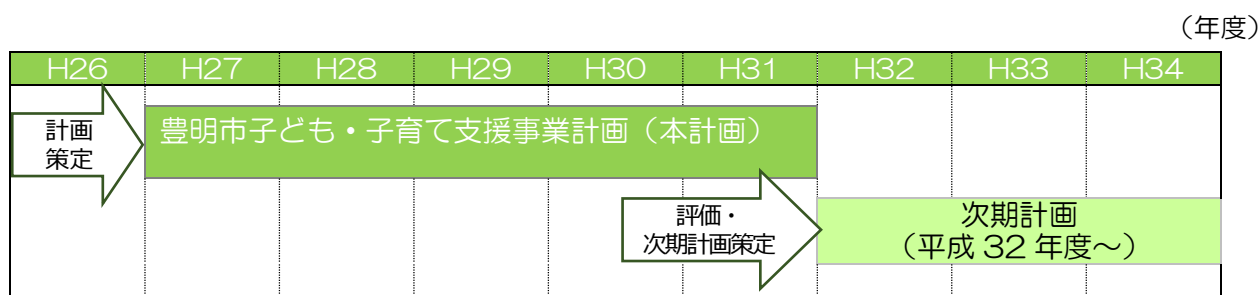 （年度）
H26 H27 H28 H29 H30 H31 H32 H33 H34
計画
策定
豊明市子ども・子育て支援事業計画（本計画）
評価・
次期計画策定
次期計画
（平成 32 年度～）